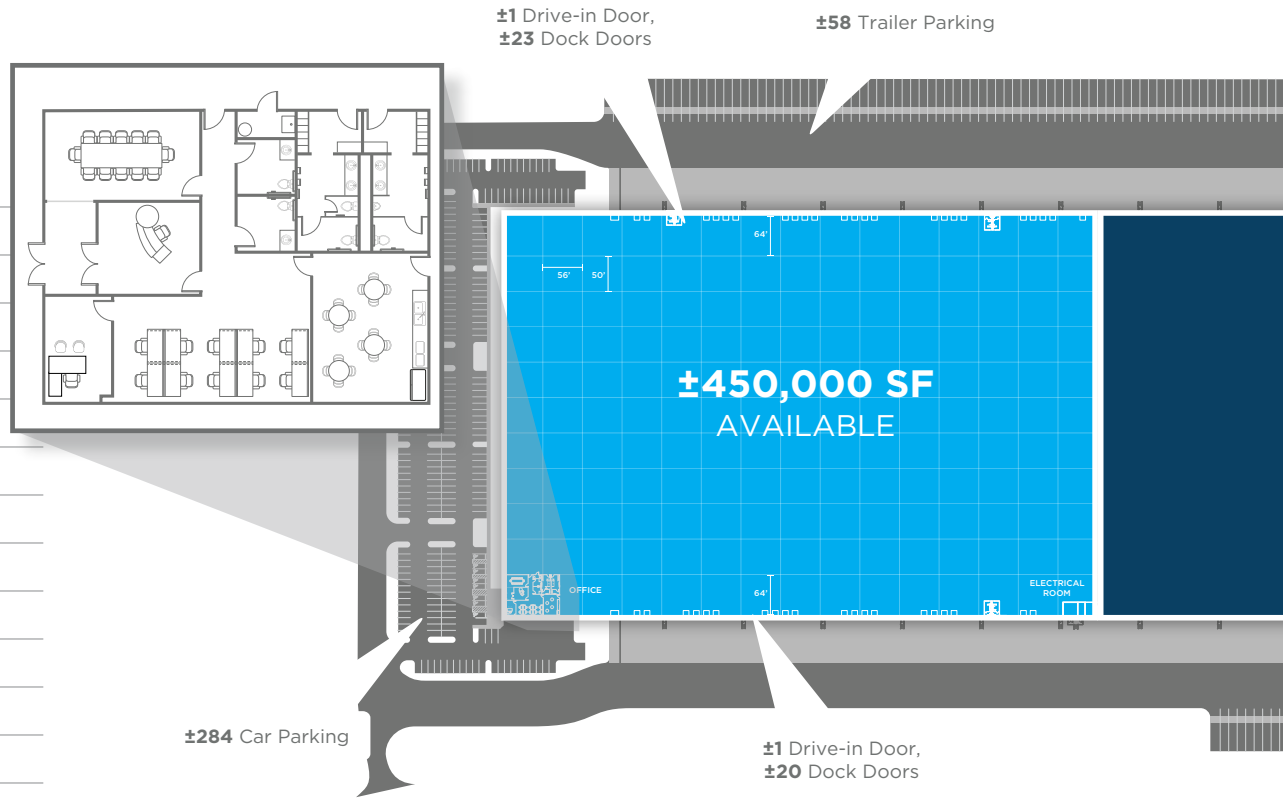 ±1 Drive-in Door,
±23 Dock Doors
±58 Trailer Parking
64'
56'
50'
±450,000 SF
AVAILABLE
OFFICE
64'
ELECTRICAL
ROOM
±284 Car Parking
±1 Drive-in Door,
±20 Dock Doors